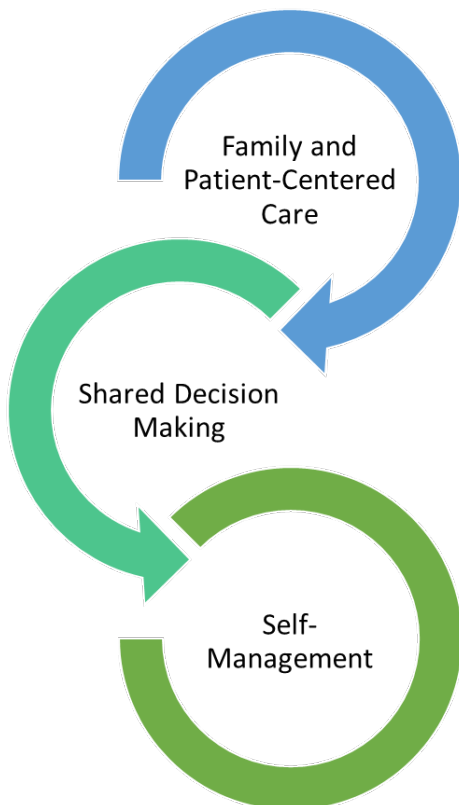 Family and
Patient-Centered
Care
Shared Decision
Making
Self-
Management